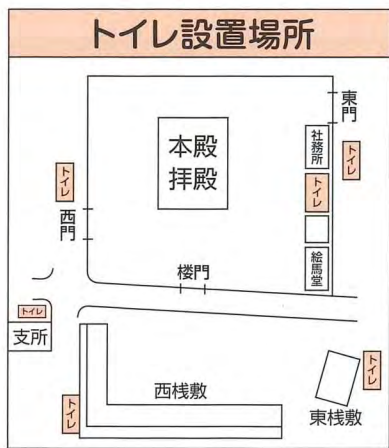 トイレ設置場所
東門
社務所
トイレ
トイレ
絵馬堂
本殿
拝殿
トイレ
西門
楼門
トイレ
支所
西桟敷
トイレ
東桟敷
トイレ